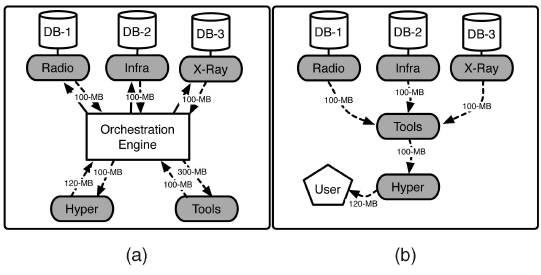 DB-1
DB-2
DB-3
Radio
Infra
X-Ray
100-MB
100-MB
100-MB
Orchestration
Engine
100-MB
120-MB
300-MB
100-MB
Hyper
Tools
(a)
DB-1
DB-2
DB-3
Radio
Infra
X-Ray
100-MB
100-MB
100-MB
Tools
100-MB
User
Hyper
120-MB
(b)